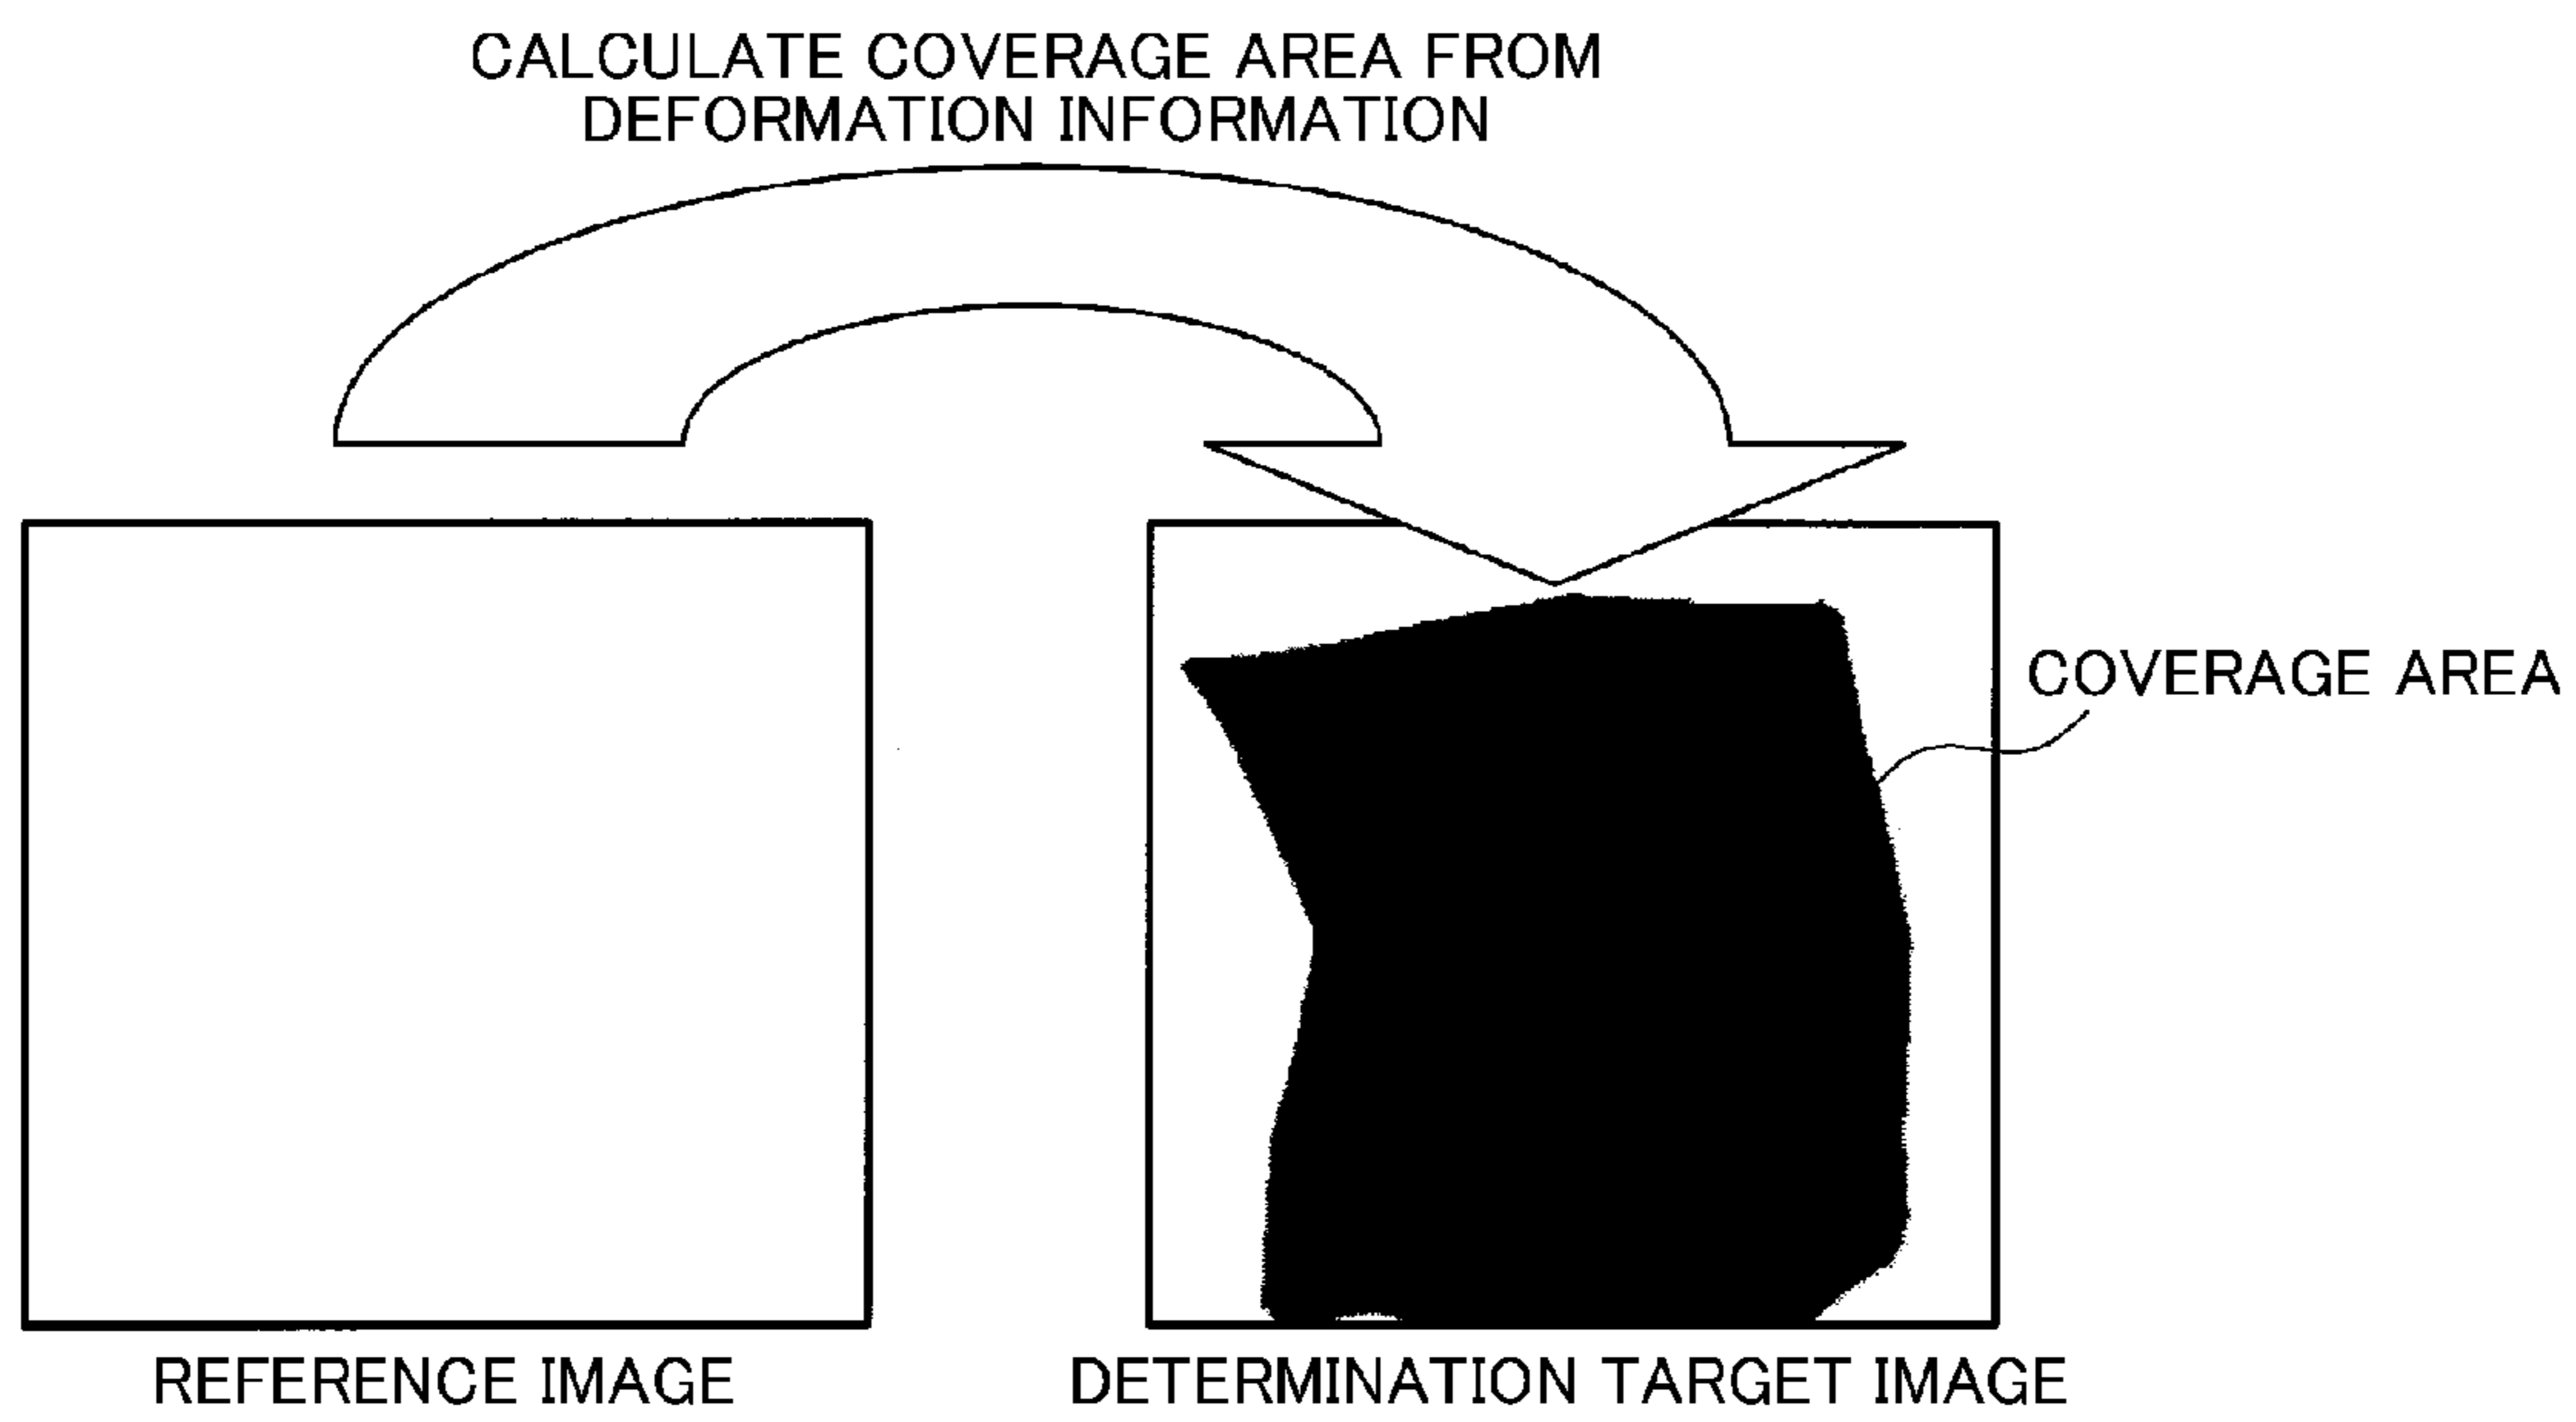 CALCULATE COVERAGE AREA FROM
DEFORMATION INFORMATION
COVERAGE AREA
REFERENCE IMAGE
DETERMINATION TARGET IMAGE